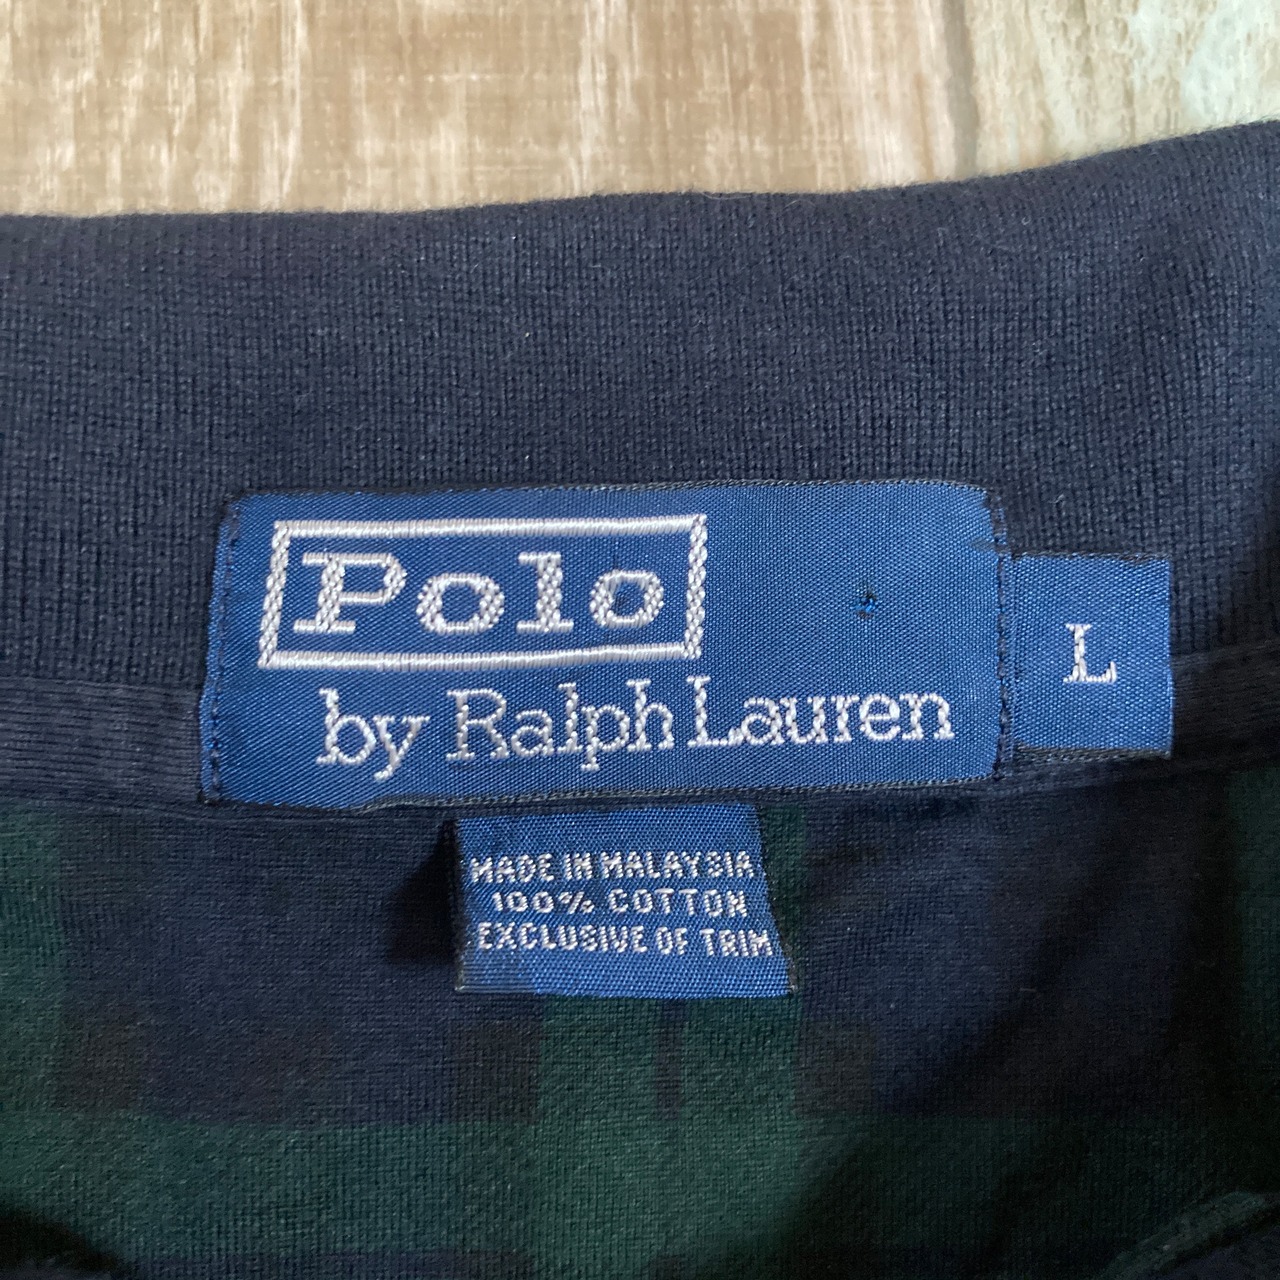 Polo
by Ralph Lauren
L
MADE IN MALAYSIA
100% COTTON
EXCLUSIVE OF TRIM